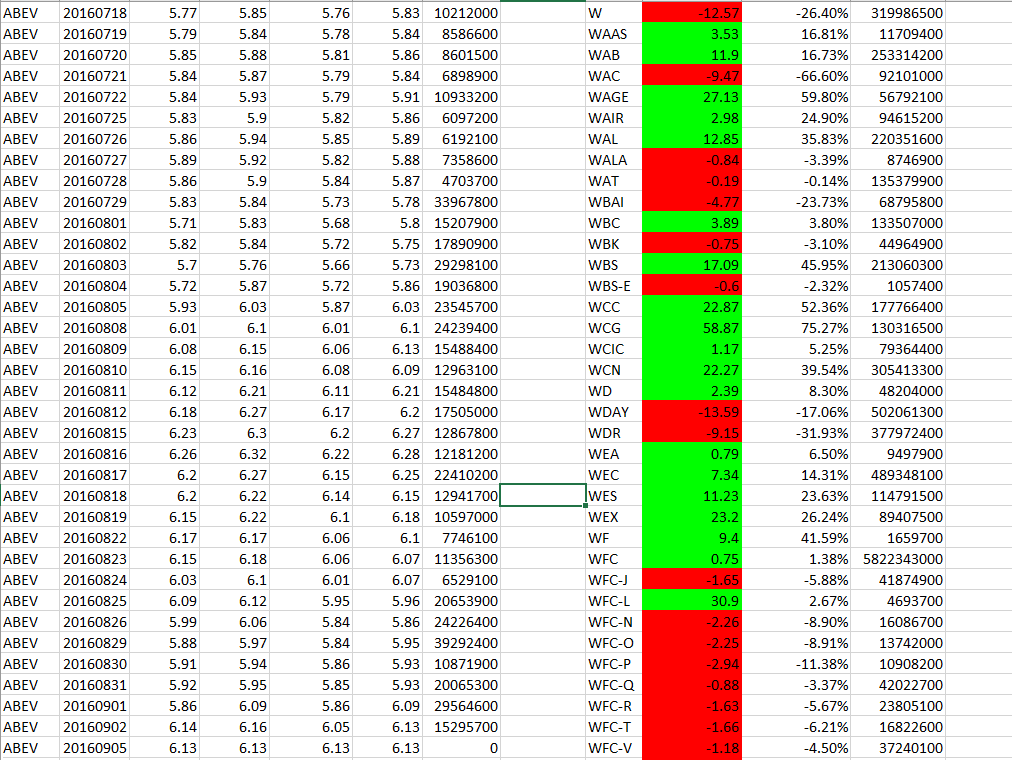 ABEV 20160718 5.77 5.85 5.76 5.83 10212000 W -12.57 -26.40% 319986500
ABEV 20160719 5.79 5.84 5.78 5.84 8586600 WAAS 3.53 16.81% 11709400
ABEV 20160720 5.85 5.88 5.81 5.86 8601500 WAB 11.9 16.73% 253314200
ABEV 20160721 5.84 5.87 5.79 5.84 6898900 WAC -9.47 -66.60% 92101000
ABEV 20160722 5.84 5.93 5.79 5.91 10933200 WAGE 27.13 59.80% 56792100
ABEV 20160725 5.83 5.9 5.82 5.86 6097200 WAIR 2.98 24.90% 94615200
ABEV 20160726 5.86 5.94 5.85 5.89 6192100 WAL 12.85 35.83% 220351600
ABEV 20160727 5.89 5.92 5.82 5.88 7358600 WALA -0.84 -3.39% 8746900
ABEV 20160728 5.86 5.9 5.84 5.87 4703700 WAT -0.19 -0.14% 135379900
ABEV 20160729 5.83 5.84 5.73 5.78 33967800 WBAI -4.77 -23.73% 68795800
ABEV 20160801 5.71 5.83 5.68 5.8 15207900 WBC 3.89 3.80% 133507000
ABEV 20160802 5.82 5.84 5.72 5.75 17890900 WBK -0.75 -3.10% 44964900
ABEV 20160803 5.7 5.76 5.66 5.73 29298100 WBS 17.09 45.95% 213060300
ABEV 20160804 5.72 5.87 5.72 5.86 19036800 WBS-E -0.6 -2.32% 1057400
ABEV 20160805 5.93 6.03 5.87 6.03 23545700 WCC 22.87 52.36% 177766400
ABEV 20160808 6.01 6.1 6.01 6.1 24239400 WCG 58.87 75.27% 130316500
ABEV 20160809 6.08 6.15 6.06 6.13 15488400 WCIC 1.17 5.25% 79364400
ABEV 20160810 6.15 6.16 6.08 6.09 12963100 WCN 22.27 39.54% 305413300
ABEV 20160811 6.12 6.21 6.11 6.21 15484800 WD 2.39 8.30% 48204000
ABEV 20160812 6.18 6.27 6.17 6.2 17505000 WDAY -13.59 -17.06% 502061300
ABEV 20160815 6.23 6.3 6.2 6.27 12867800 WDR -9.15 -31.93% 377972400
ABEV 20160816 6.26 6.32 6.22 6.28 12181200 WEA 0.79 6.50% 9497900
ABEV 20160817 6.2 6.27 6.15 6.25 22410200 WEC 7.34 14.31% 489348100
ABEV 20160818 6.2 6.22 6.14 6.15 12941700 WES 11.23 23.63% 114791500
ABEV 20160819 6.15 6.22 6.1 6.18 10597000 WEX 23.2 26.24% 89407500
ABEV 20160822 6.17 6.17 6.06 6.1 7746100 WF 9.4 41.59% 1659700
ABEV 20160823 6.15 6.18 6.06 6.07 11356300 WFC 0.75 1.38% 5822343000
ABEV 20160824 6.03 6.1 6.01 6.07 6529100 WFC-J -1.65 -5.88% 41874900
ABEV 20160825 6.09 6.12 5.95 5.96 20653900 WFC-L 30.9 2.67% 4693700
ABEV 20160826 5.99 6.06 5.84 5.86 24226400 WFC-N -2.26 -8.90% 16086700
ABEV 20160829 5.88 5.97 5.84 5.95 39292400 WFC-O -2.25 -8.91% 13742000
ABEV 20160830 5.91 5.94 5.86 5.93 10871900 WFC-P -2.94 -11.38% 10908200
ABEV 20160831 5.92 5.95 5.85 5.93 20065300 WFC-Q -0.88 -3.37% 42022700
ABEV 20160901 5.86 6.09 5.86 6.09 29564600 WFC-R -1.63 -5.67% 23805100
ABEV 20160902 6.14 6.16 6.05 6.13 15295700 WFC-T -1.66 -6.21% 16822600
ABEV 20160905 6.13 6.13 6.13 6.13 0 WFC-V -1.18 -4.50% 37240100